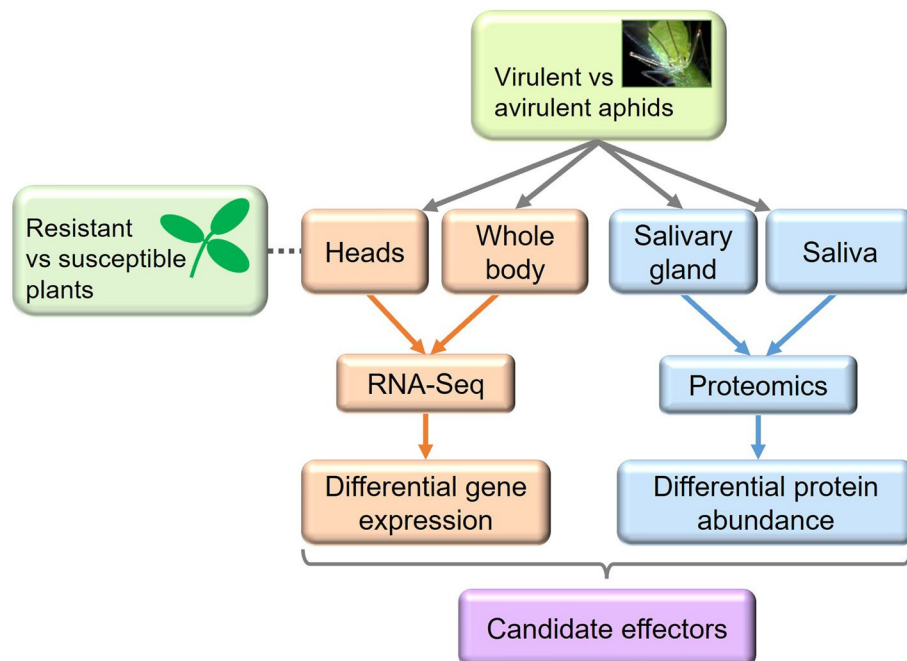 Virulent vs
avirulent aphids
Resistant
vs susceptible
plants
Heads
Whole
body
Salivary
gland
Saliva
RNA-Seq
Proteomics
Differential gene
expression
Differential protein
abundance
Candidate effectors